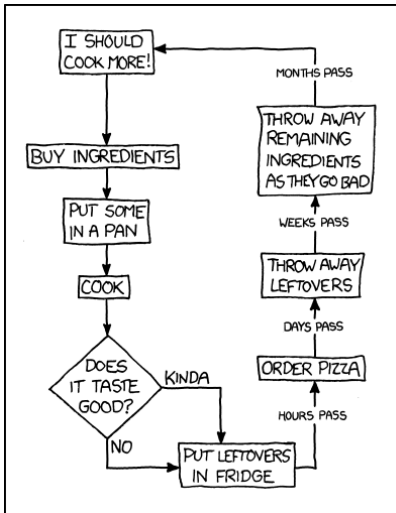 I SHOULD
COOK MORE!
BUY INGREDIENTS
PUT SOME
IN A PAN
COOK
DOES
IT TASTE
GOOD?
KINDA
NO
PUT LEFTOVERS
IN FRIDGE
HOURS PASS
ORDER PIZZA
DAYS PASS
THROW AWAY
LEFTOVERS
WEEKS PASS
THROW AWAY
REMAINING
INGREDIENTS
AS THEY GO BAD
MONTHS PASS